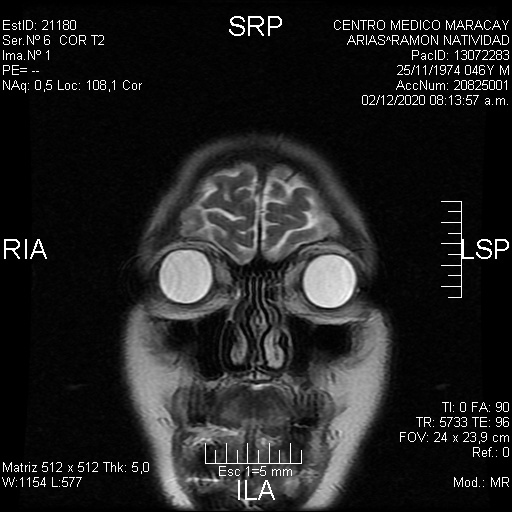 EstID: 21180
Ser.Nº 6 COR T2
Ima.Nº 1
PE= --
NAq: 0,5 Loc: 108,1 Cor
SRP
CENTRO MEDICO MARACAY
ARIAS^RAMON NATIVIDAD
PacID: 13072283
25/11/1974 046Y M
AccNum: 20825001
02/12/2020 08:13:57 a.m.
RIA
LSP
Matriz 512 x 512 Thk: 5,0
W:1154 L:577
Esc 1=5 mm
ILA
TI: 0 FA: 90
TR: 5733 TE: 96
FOV: 24 x 23,9 cm
Ref.: 0
Mod.: MR